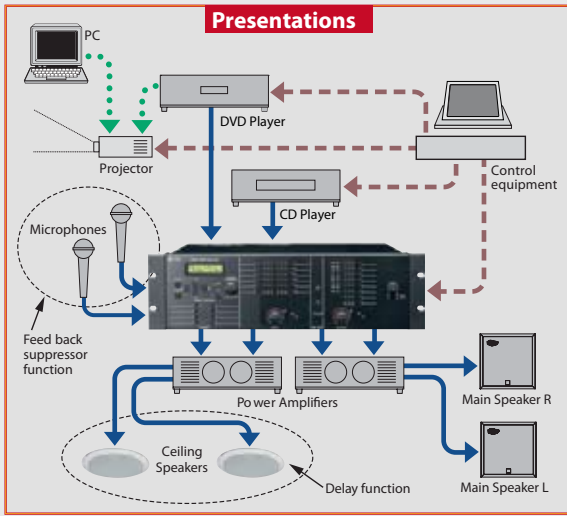 Presentations
PC
DVD Player
Projector
Control
equipment
CD Player
Microphones
Feed back
suppressor
function
Power Amplifiers
Main Speaker R
Ceiling
Speakers
Delay function
Main Speaker L